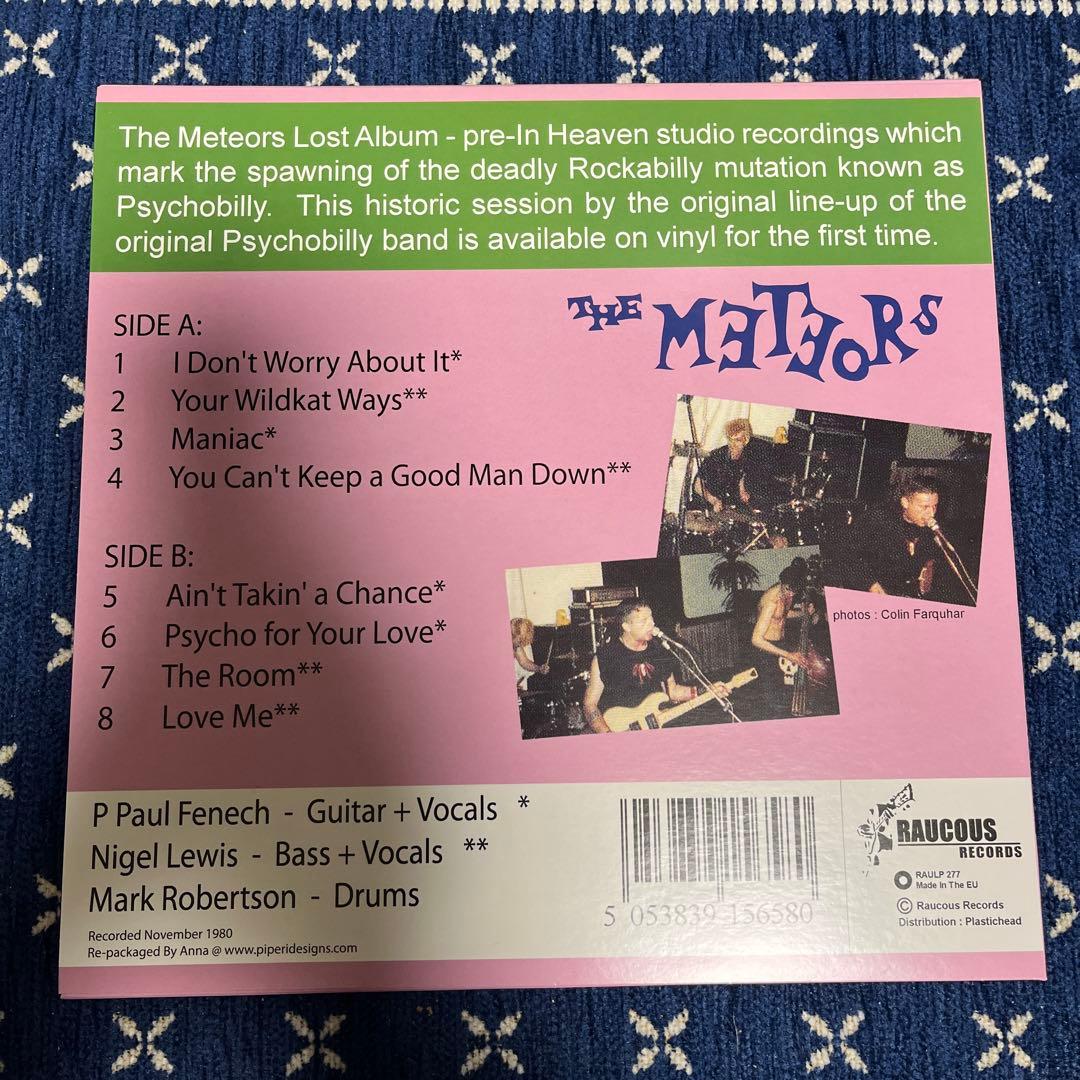 The Meteors Lost Album - pre-In Heaven studio recordings which
mark the spawning of the deadly Rockabilly mutation known as
Psychobilly. This historic session by the original line-up of the
original Psychobilly band is available on vinyl for the first time.
THE METEORS
SIDE A:
1 I Don't Worry About It*
2 Your Wildkat Ways**
3 Maniac*
4 You Can't Keep a Good Man Down**
SIDE B:
5 Ain't Takin' a Chance*
6 Psycho for Your Love*
7 The Room**
8 Love Me**
photos : Colin Farquhar
P Paul Fenech - Guitar + Vocals *
Nigel Lewis - Bass + Vocals **
Mark Robertson - Drums
Recorded November 1980
Re-packaged By Anna @ www.piperidesigns.com
5 053839 156580
RAUCOUS
RECORDS
RAULP 277
Made In The EU
© Raucous Records
Distribution : Plastichead